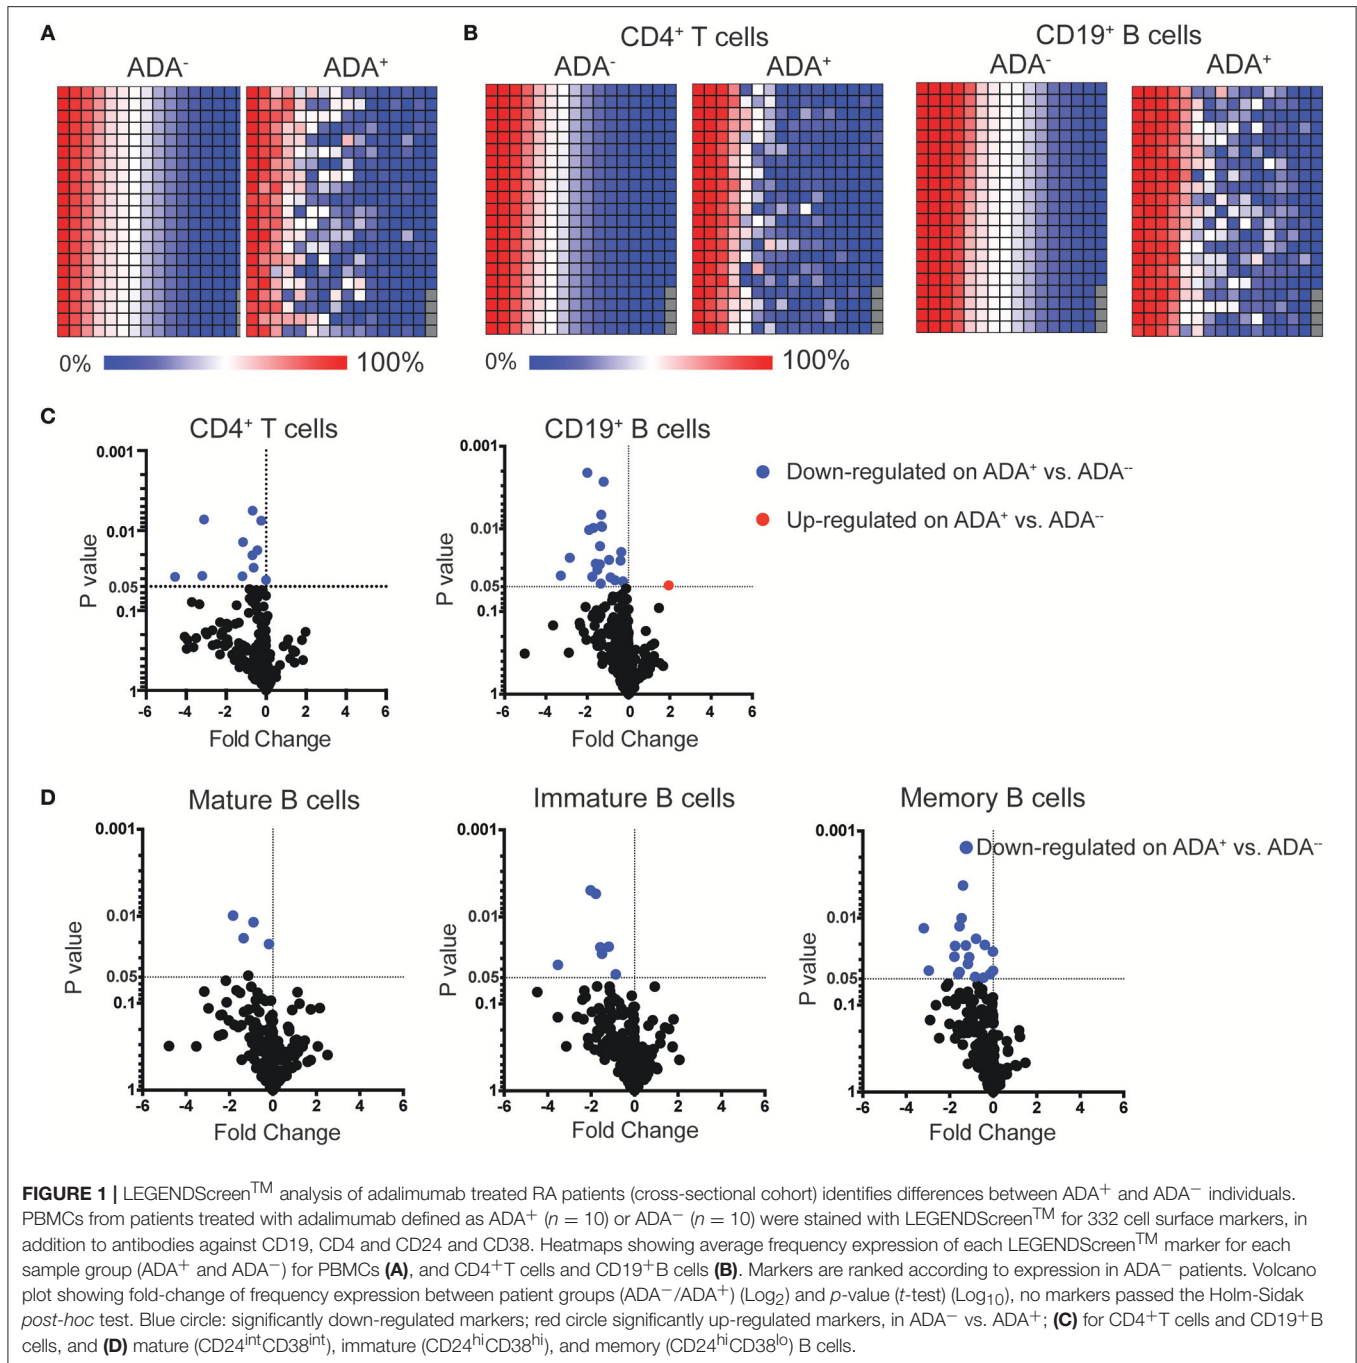 A
ADA-
ADA+
0%
100%
B
CD4+ T cells
ADA-
ADA+
CD19+ B cells
ADA-
ADA+
0%
100%
C
CD4+ T cells
0.001
0.01
0.05
0.1
1
P value
-6 -4 -2 0 2 4 6
Fold Change
CD19+ B cells
0.001
0.01
0.05
0.1
1
P value
-6 -4 -2 0 2 4 6
Fold Change
Down-regulated on ADA+ vs. ADA--
Up-regulated on ADA+ vs. ADA--
D
Mature B cells
0.001
0.01
0.05
0.1
1
P value
-6 -4 -2 0 2 4 6
Fold Change
Immature B cells
0.001
0.01
0.05
0.1
1
P value
-6 -4 -2 0 2 4 6
Fold Change
Memory B cells
Down-regulated on ADA+ vs. ADA--
0.001
0.01
0.05
0.1
1
P value
-6 -4 -2 0 2 4 6
Fold Change
FIGURE 1 | LEGENDScreen™ analysis of adalimumab treated RA patients (cross-sectional cohort) identifies differences between ADA+ and ADA− individuals.
PBMCs from patients treated with adalimumab defined as ADA+ (n = 10) or ADA− (n = 10) were stained with LEGENDScreen™ for 332 cell surface markers, in
addition to antibodies against CD19, CD4 and CD24 and CD38. Heatmaps showing average frequency expression of each LEGENDScreen™ marker for each
sample group (ADA+ and ADA−) for PBMCs (A), and CD4+T cells and CD19+B cells (B). Markers are ranked according to expression in ADA− patients. Volcano
plot showing fold-change of frequency expression between patient groups (ADA−/ADA+) (Log2) and p-value (t-test) (Log10), no markers passed the Holm-Sidak
post-hoc test. Blue circle: significantly down-regulated markers; red circle significantly up-regulated markers, in ADA− vs. ADA+; (C) for CD4+T cells and CD19+B
cells, and (D) mature (CD24intCD38int), immature (CD24hiCD38hi), and memory (CD24hiCD38lo) B cells.